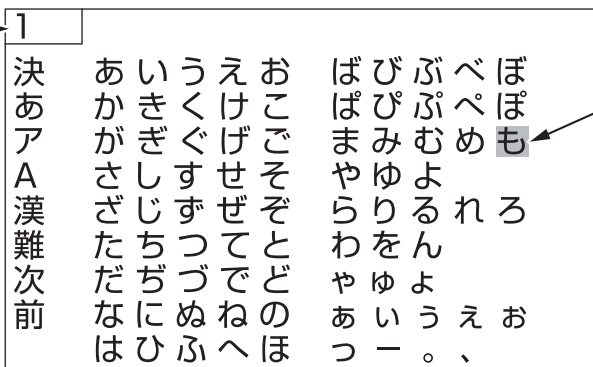 1
決 あいうえお ばびぶべぼ
あ かきくけこ ぱぴぷぺぽ
ア がぎぐげご まみむめも
A さしすせそ やゆよ
漢 ざじずぜぞ らりるれろ
難 たちつてと わをん
次 だぢづでど ゃゅょ
前 なにぬねの ぁぃぅぇぉ
はひふへほ っー。、